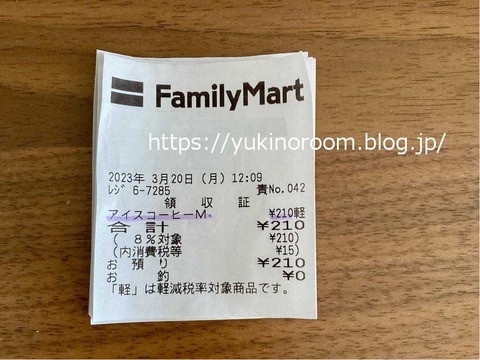 FamilyMart
https://yukinoroom.blog.jp/
2023年 3月20日 (月) 12:09
ﾚｼﾞ 6-7285 責No.042
領 収 証
アイスコーヒーM ¥210軽
合 計 ¥210
( 8%対象 ¥210)
(内消費税等 ¥15)
お 預 り ¥210
お 釣 ¥0
「軽」は軽減税率対象商品です。